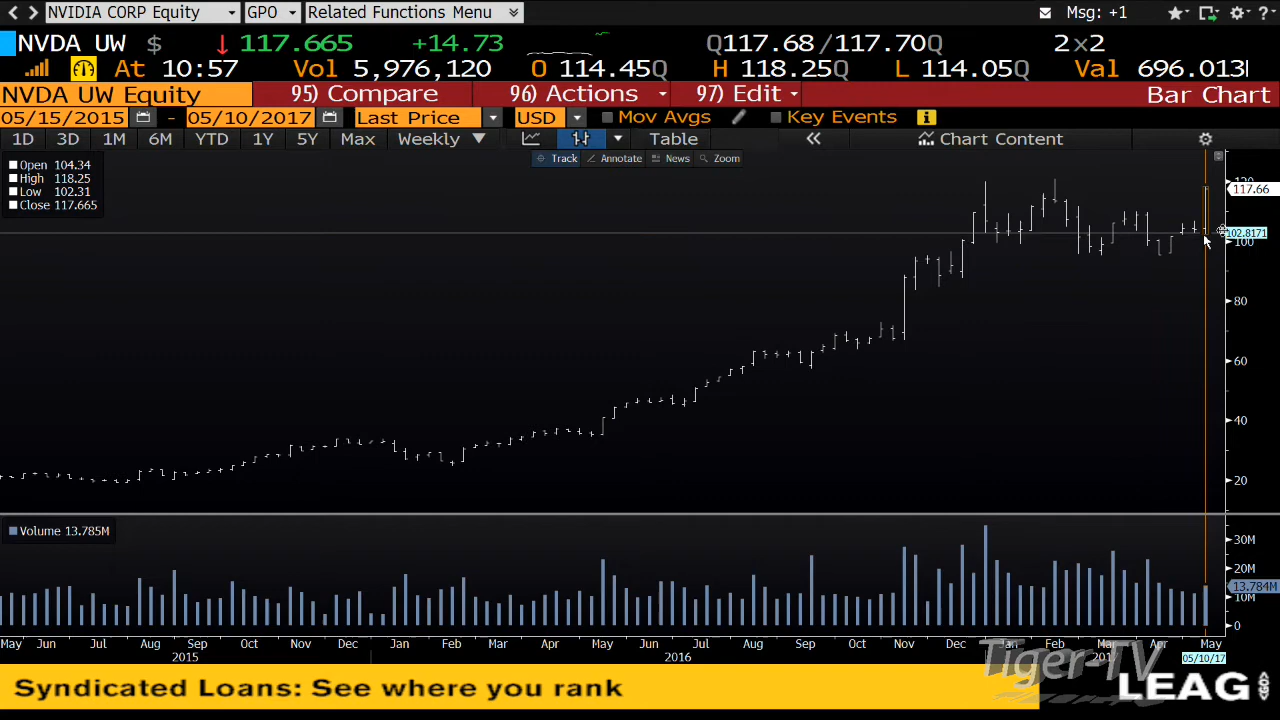 NVIDIA CORP Equity GPO Related Functions Menu Msg: +1
NVDA UW $ ↓ 117.665 +14.73 Q117.68/117.70Q 2×2
At 10:57 Vol 5,976,120 O 114.45Q H 118.25Q L 114.05Q Val 696.013
NVDA UW Equity 95) Compare 96) Actions 97) Edit Bar Chart
05/15/2015 - 05/10/2017 Last Price USD Mov Avgs Key Events
1D 3D 1M 6M YTD 1Y 5Y Max Weekly Table « Chart Content
Track Annotate News Zoom
Open 104.34
High 118.25
Low 102.31
Close 117.665
120
117.66
102.8171
100
80
60
40
20
Volume 13.785M
30M
20M
13.784M
10M
0
May Jun Jul Aug Sep Oct Nov Dec Jan Feb Mar Apr May Jun Jul Aug Sep Oct Nov Dec Jan Feb Mar Apr May
2015 2016 2017 05/10/17
Tiger-TV
Syndicated Loans: See where you rank
LEAG
GO